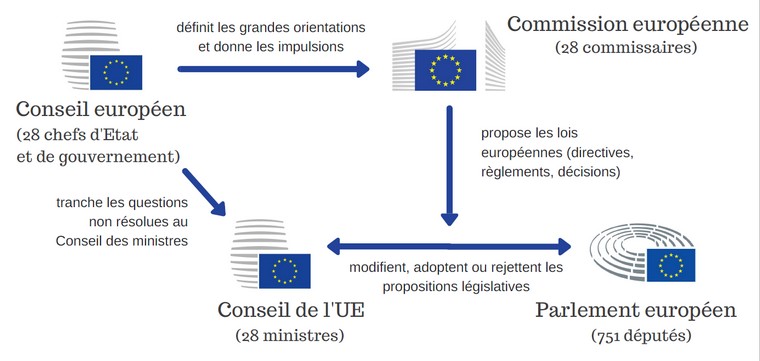 définit les grandes orientations
et donne les impulsions
Commission européenne
(28 commissaires)
Conseil européen
(28 chefs d'Etat
et de gouvernement)
propose les lois
européennes (directives,
règlements, décisions)
tranche les questions
non résolues au
Conseil des ministres
modifient, adoptent ou rejettent les
propositions législatives
Conseil de l'UE
(28 ministres)
Parlement européen
(751 députés)